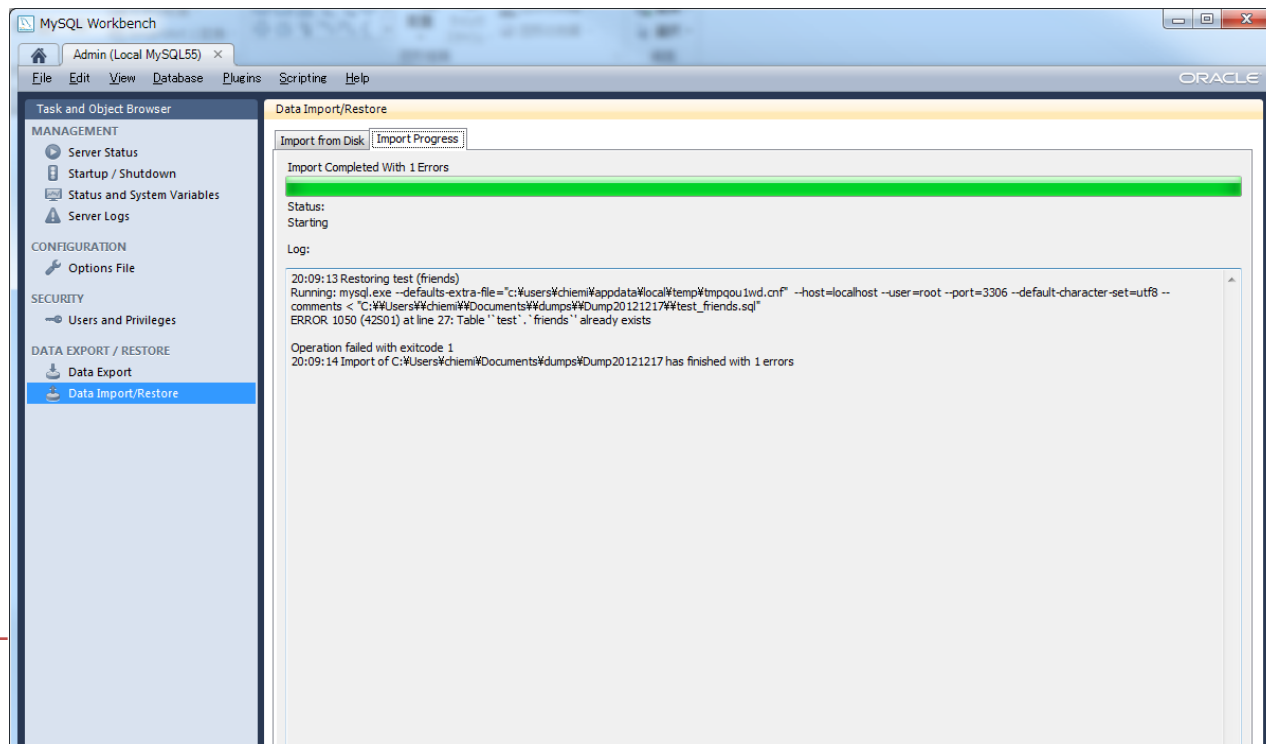 MySQL Workbench
Admin (Local MySQL55)
File Edit View Database Plugins Scripting Help
ORACLE
Task and Object Browser
MANAGEMENT
Server Status
Startup / Shutdown
Status and System Variables
Server Logs
CONFIGURATION
Options File
SECURITY
Users and Privileges
DATA EXPORT / RESTORE
Data Export
Data Import/Restore
Data Import/Restore
Import from Disk Import Progress
Import Completed With 1 Errors
Status:
Starting
Log:
20:09:13 Restoring test (friends)
Running: mysql.exe --defaults-extra-file="c:¥users¥chiemi¥appdata¥local¥temp¥tmpqou1wd.cnf" --host=localhost --user=root --port=3306 --default-character-set=utf8 --
comments < "C:¥¥Users¥¥chiemi¥¥Documents¥¥dumps¥¥Dump20121217¥¥test_friends.sql"
ERROR 1050 (42S01) at line 27: Table '`test`.`friends`' already exists
Operation failed with exitcode 1
20:09:14 Import of C:¥Users¥chiemi¥Documents¥dumps¥Dump20121217 has finished with 1 errors